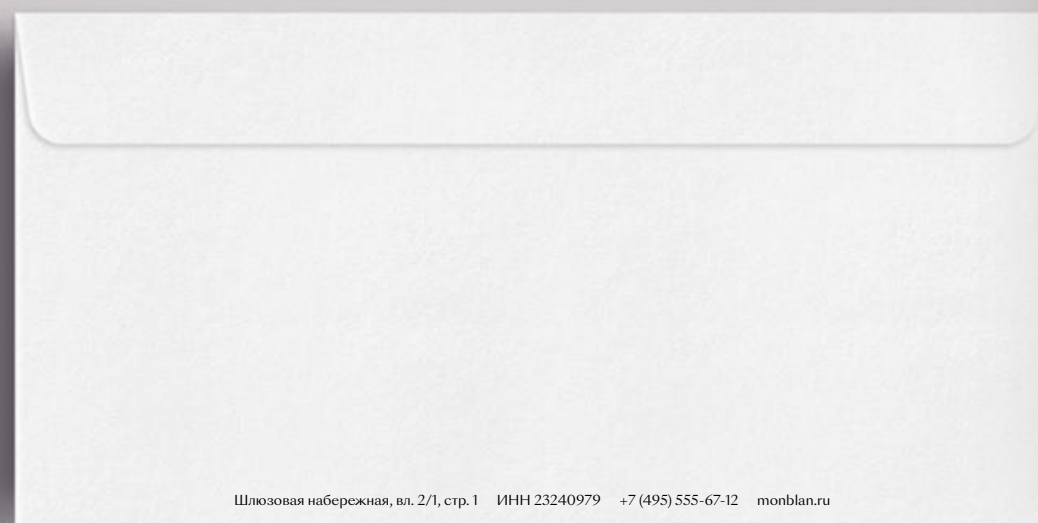 Шлюзовая набережная, вл. 2/1, стр. 1 ИНН 23240979 +7 (495) 555-67-12 monblan.ru